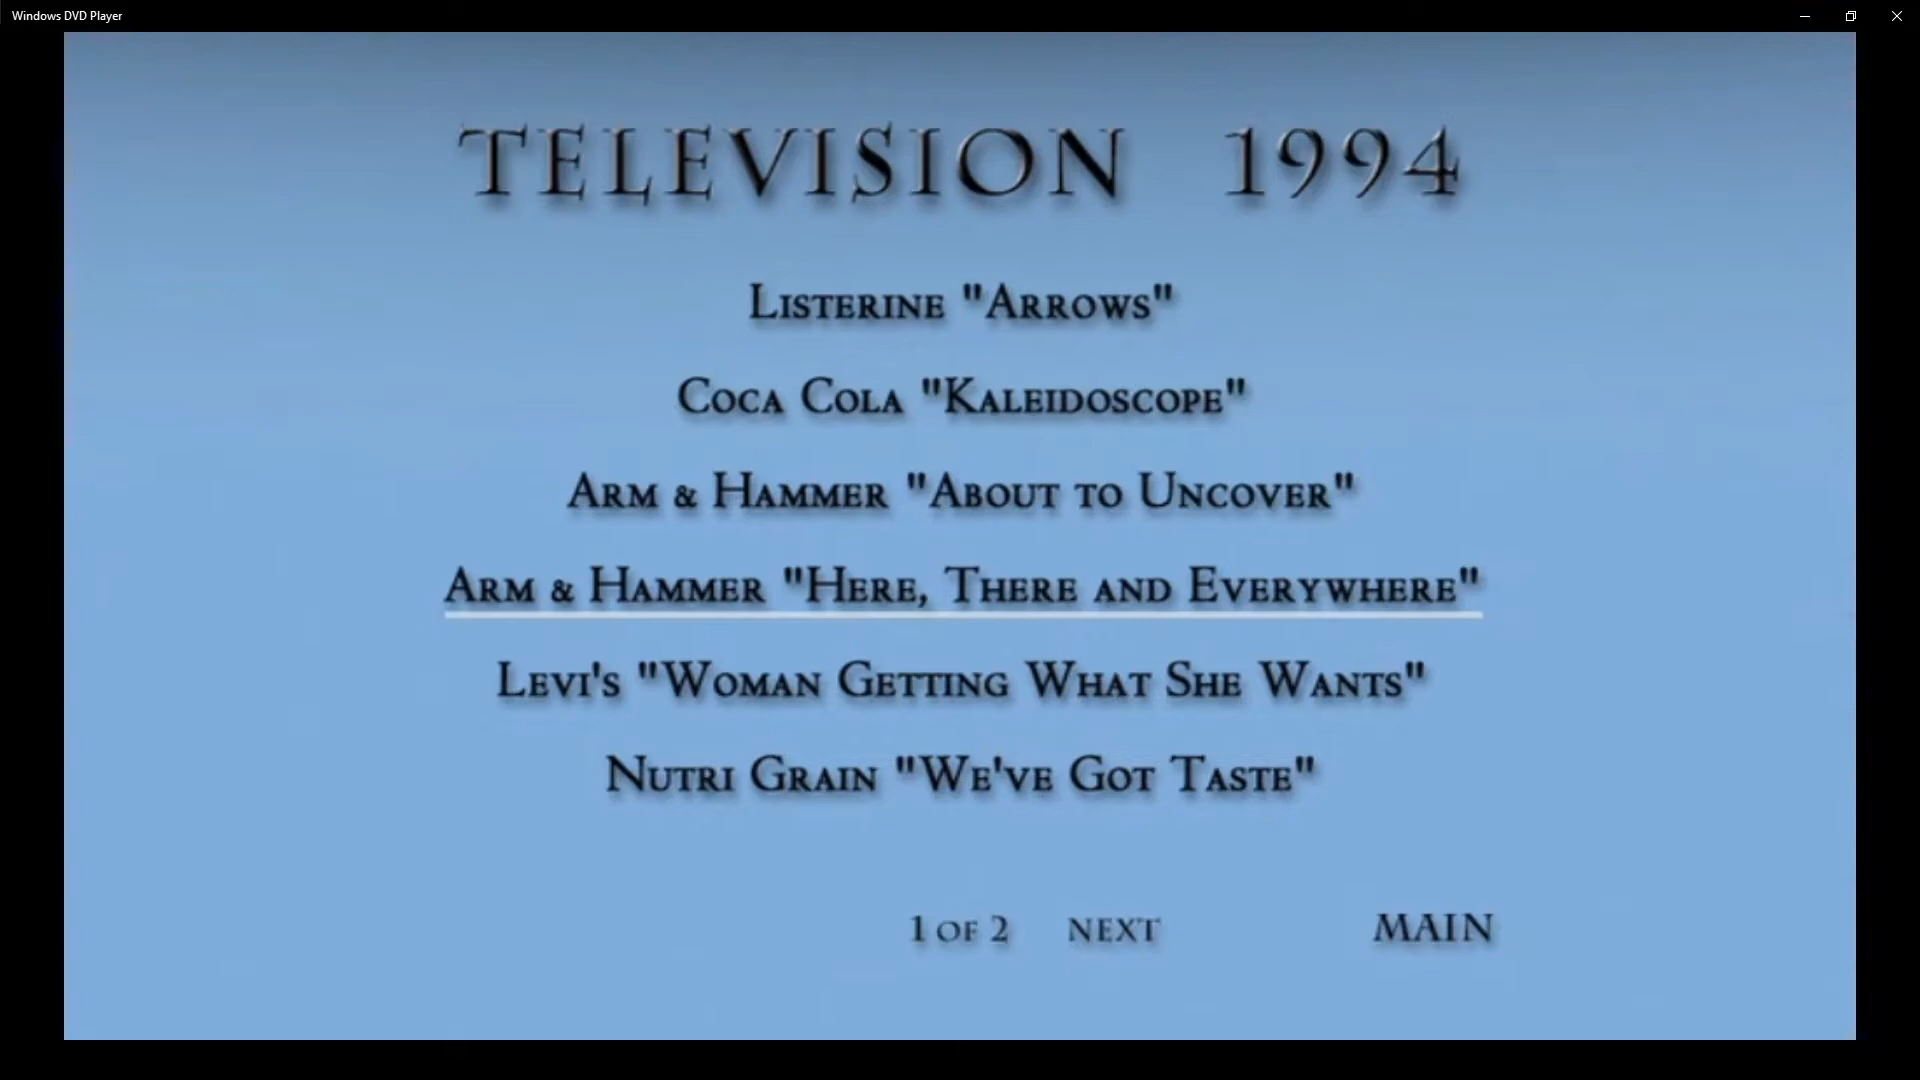 Windows DVD Player
TELEVISION 1994
LISTERINE "ARROWS"
COCA COLA "KALEIDOSCOPE"
ARM & HAMMER "ABOUT TO UNCOVER"
ARM & HAMMER "HERE, THERE AND EVERYWHERE"
LEVI'S "WOMAN GETTING WHAT SHE WANTS"
NUTRI GRAIN "WE'VE GOT TASTE"
1 OF 2 NEXT MAIN